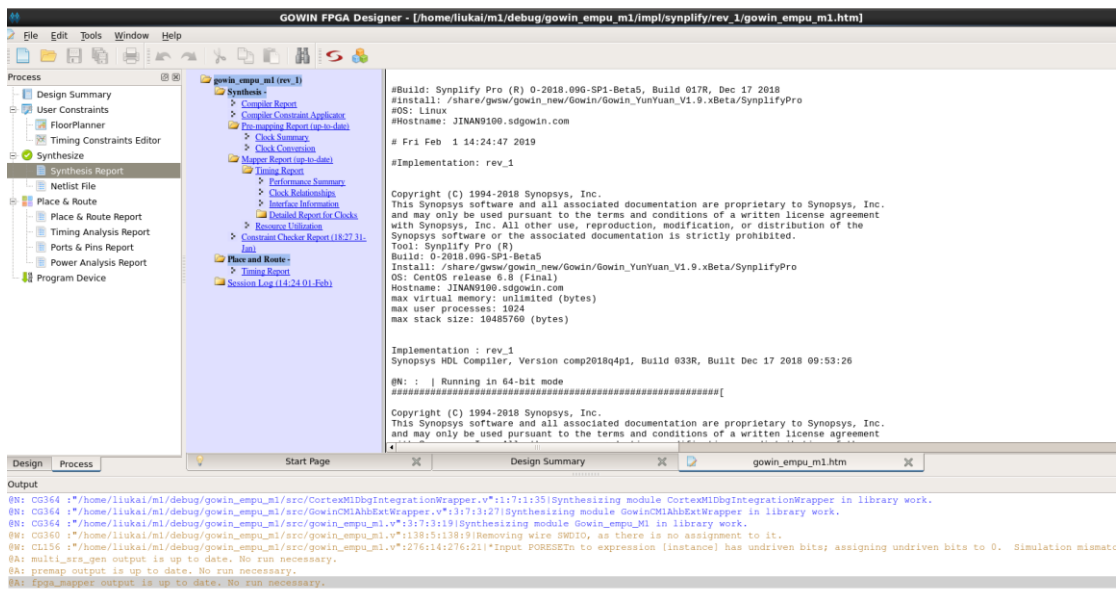 GOWIN FPGA Designer - [/home/liukai/m1/debug/gowin_empu_m1/impl/synplify/rev_1/gowin_empu_m1.htm]
File Edit Tools Window Help
Process
Design Summary
User Constraints
FloorPlanner
Timing Constraints Editor
Synthesize
Synthesis Report
Netlist File
Place & Route
Place & Route Report
Timing Analysis Report
Ports & Pins Report
Power Analysis Report
Program Device
Design Process
gowin_empu_m1 (rev_1)
Synthesis -
Compiler Report
Compiler Constraint Applicator
Pre-mapping Report (up-to-date)
Clock Summary
Clock Conversion
Mapper Report (up-to-date)
Timing Report
Performance Summary
Clock Relationships
Interface Information
Detailed Report for Clocks
Resource Utilization
Constraint Checker Report (18:27 31-
Jan)
Place and Route -
Timing Report
Session Log (14:24 01-Feb)
#Build: Synplify Pro (R) O-2018.09G-SP1-Beta5, Build 017R, Dec 17 2018
#install: /share/gwsw/gowin_new/Gowin/Gowin_YunYuan_V1.9.xBeta/SynplifyPro
#OS: Linux
#Hostname: JINAN9100.sdgowin.com
# Fri Feb 1 14:24:47 2019
#Implementation: rev_1
Copyright (C) 1994-2018 Synopsys, Inc.
This Synopsys software and all associated documentation are proprietary to Synopsys, Inc.
and may only be used pursuant to the terms and conditions of a written license agreement
with Synopsys, Inc. All other use, reproduction, modification, or distribution of the
Synopsys software or the associated documentation is strictly prohibited.
Tool: Synplify Pro (R)
Build: O-2018.09G-SP1-Beta5
Install: /share/gwsw/gowin_new/Gowin/Gowin_YunYuan_V1.9.xBeta/SynplifyPro
OS: CentOS release 6.8 (Final)
Hostname: JINAN9100.sdgowin.com
max virtual memory: unlimited (bytes)
max user processes: 1024
max stack size: 10485760 (bytes)
Implementation : rev_1
Synopsys HDL Compiler, Version comp2018q4p1, Build 033R, Built Dec 17 2018 09:53:26
@N: : | Running in 64-bit mode
###########################################################[
Copyright (C) 1994-2018 Synopsys, Inc.
This Synopsys software and all associated documentation are proprietary to Synopsys, Inc.
and may only be used pursuant to the terms and conditions of a written license agreement
Start Page Design Summary gowin_empu_m1.htm
Output
@N: CG364 :"/home/liukai/m1/debug/gowin_empu_m1/src/CortexM1DbgIntegrationWrapper.v":1:7:1:35|Synthesizing module CortexM1DbgIntegrationWrapper in library work.
@N: CG364 :"/home/liukai/m1/debug/gowin_empu_m1/src/GowinCM1AhbExtWrapper.v":3:7:3:27|Synthesizing module GowinCM1AhbExtWrapper in library work.
@N: CG364 :"/home/liukai/m1/debug/gowin_empu_m1/src/gowin_empu_m1.v":3:7:3:19|Synthesizing module Gowin_empu_M1 in library work.
@W: CG360 :"/home/liukai/m1/debug/gowin_empu_m1/src/gowin_empu_m1.v":138:5:138:9|Removing wire SWDIO, as there is no assignment to it.
@W: CL156 :"/home/liukai/m1/debug/gowin_empu_m1/src/gowin_empu_m1.v":276:14:276:21|*Input PORESETn to expression [instance] has undriven bits; assigning undriven bits to 0. Simulation mismatc
@A: multi_srs_gen output is up to date. No run necessary.
@A: premap output is up to date. No run necessary.
@A: fpga_mapper output is up to date. No run necessary.